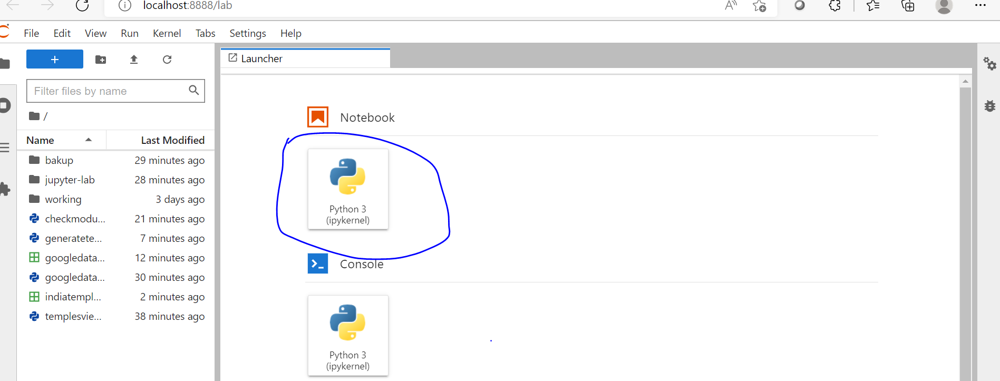 localhost:8888/lab
File Edit View Run Kernel Tabs Settings Help
+
Launcher
Filter files by name
/
Name Last Modified
bakup 29 minutes ago
jupyter-lab 28 minutes ago
working 3 days ago
checkmodu... 21 minutes ago
generatete... 7 minutes ago
googledata... 12 minutes ago
googledata... 30 minutes ago
indiatempl... 2 minutes ago
templesvie... 38 minutes ago
Notebook
Python 3
(ipykernel)
Console
Python 3
(ipykernel)